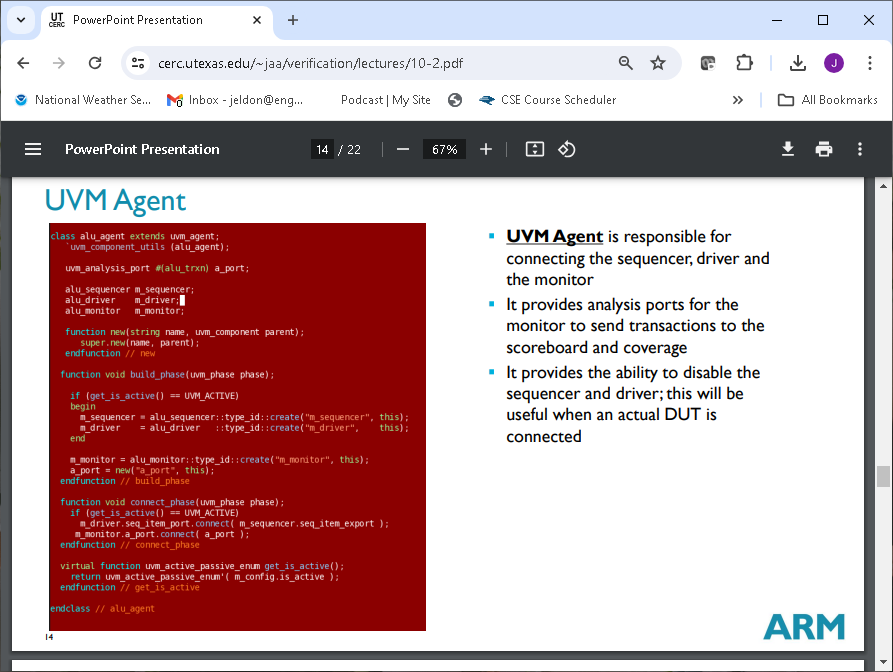 UT
CERC
PowerPoint Presentation
cerc.utexas.edu/~jaa/verification/lectures/10-2.pdf
J
National Weather Se...
Inbox - jeldon@eng...
Podcast | My Site
CSE Course Scheduler
All Bookmarks
PowerPoint Presentation
14 / 22
67%
UVM Agent
class alu_agent extends uvm_agent;
`uvm_component_utils (alu_agent);
uvm_analysis_port #(alu_trxn) a_port;
alu_sequencer m_sequencer;
alu_driver m_driver;
alu_monitor m_monitor;
function new(string name, uvm_component parent);
super.new(name, parent);
endfunction // new
function void build_phase(uvm_phase phase);
if (get_is_active() == UVM_ACTIVE)
begin
m_sequencer = alu_sequencer::type_id::create("m_sequencer", this);
m_driver = alu_driver ::type_id::create("m_driver", this);
end
m_monitor = alu_monitor::type_id::create("m_monitor", this);
a_port = new("a_port", this);
endfunction // build_phase
function void connect_phase(uvm_phase phase);
if (get_is_active() == UVM_ACTIVE)
m_driver.seq_item_port.connect( m_sequencer.seq_item_export );
m_monitor.a_port.connect( a_port );
endfunction // connect_phase
virtual function uvm_active_passive_enum get_is_active();
return uvm_active_passive_enum'( m_config.is_active );
endfunction // get_is_active
endclass // alu_agent
UVM Agent is responsible for
connecting the sequencer, driver and
the monitor
It provides analysis ports for the
monitor to send transactions to the
scoreboard and coverage
It provides the ability to disable the
sequencer and driver; this will be
useful when an actual DUT is
connected
14
ARM